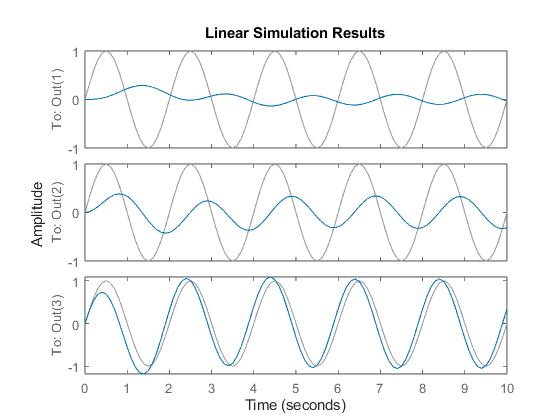 Linear Simulation Results
Amplitude
To: Out(1)
1
0
-1
To: Out(2)
1
0
-1
To: Out(3)
1
0
-1
0 1 2 3 4 5 6 7 8 9 10
Time (seconds)